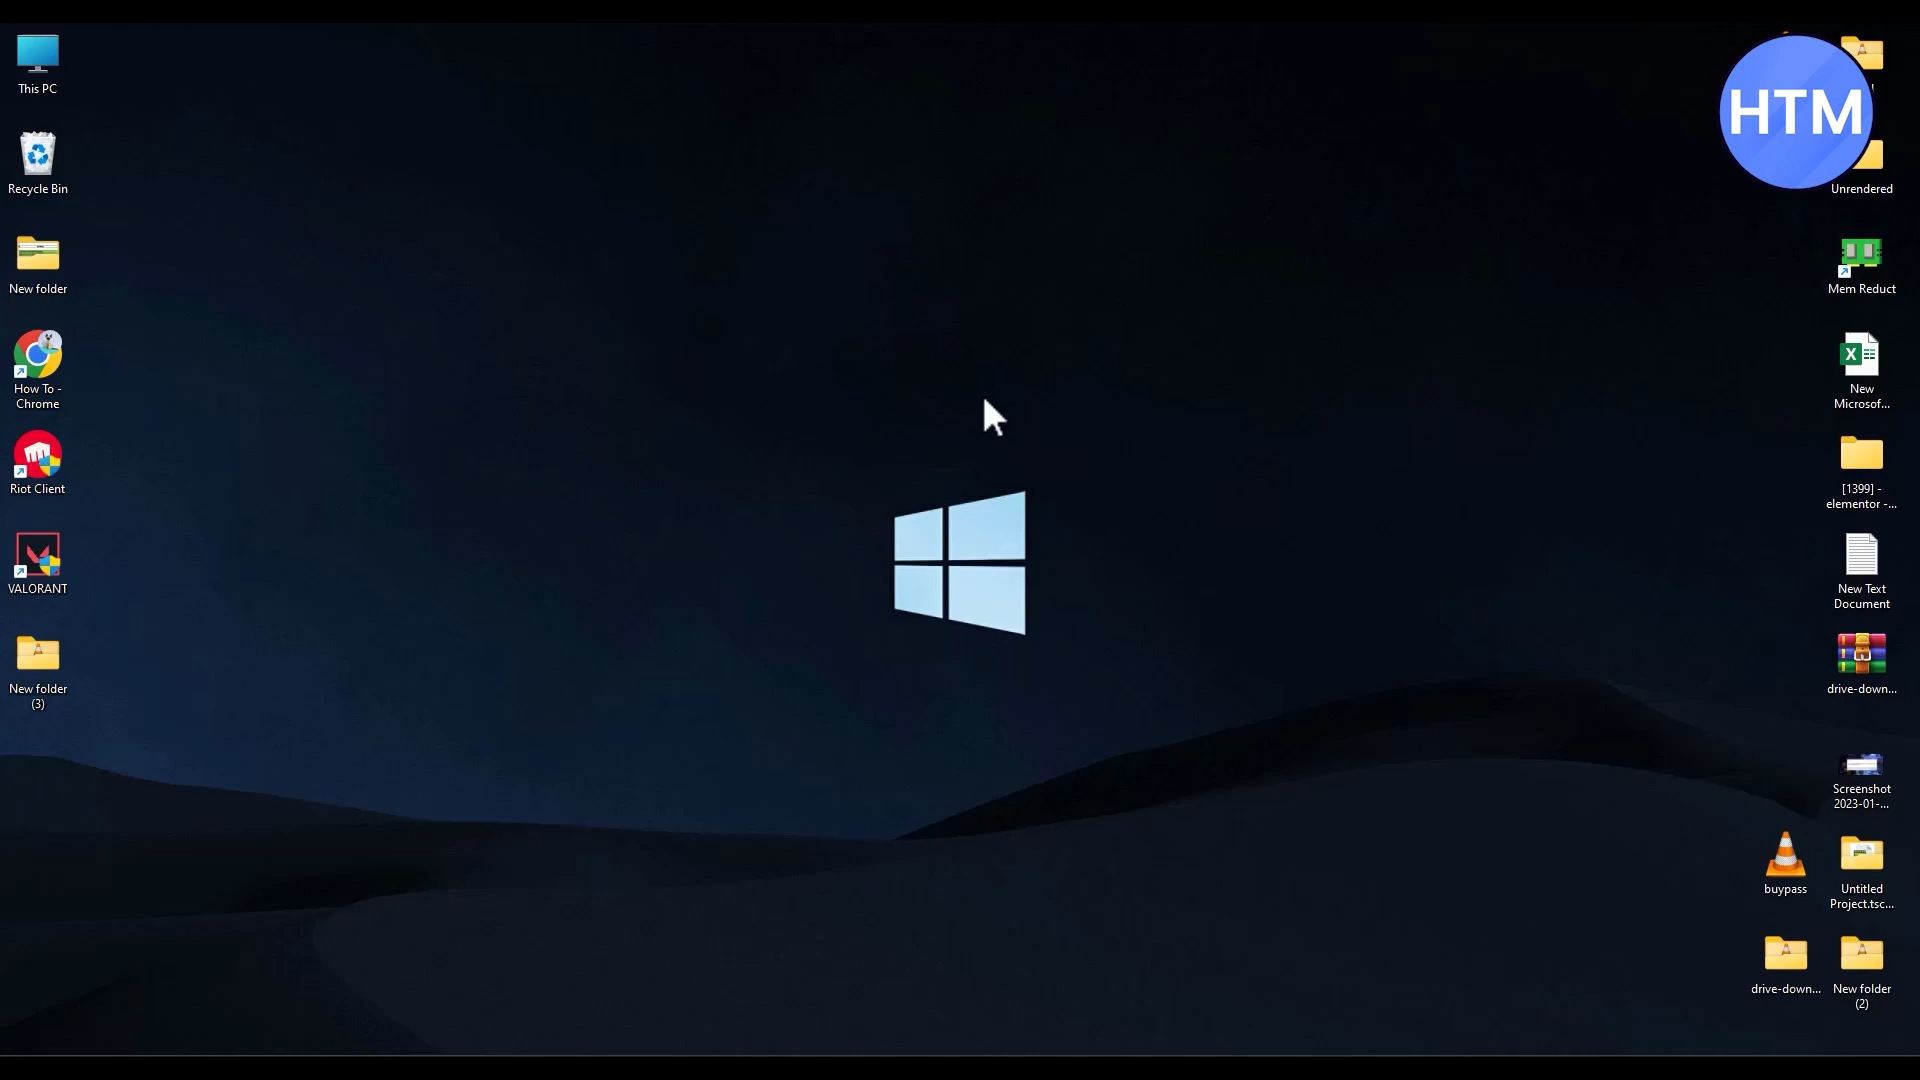 This PC
Recycle Bin
New folder
How To -
Chrome
Riot Client
VALORANT
New folder
(3)
HTM
Unrendered
Mem Reduct
New
Microsof...
[1399] -
elementor -...
New Text
Document
drive-down...
Screenshot
2023-01-...
buypass
Untitled
Project.tsc...
drive-down...
New folder
(2)